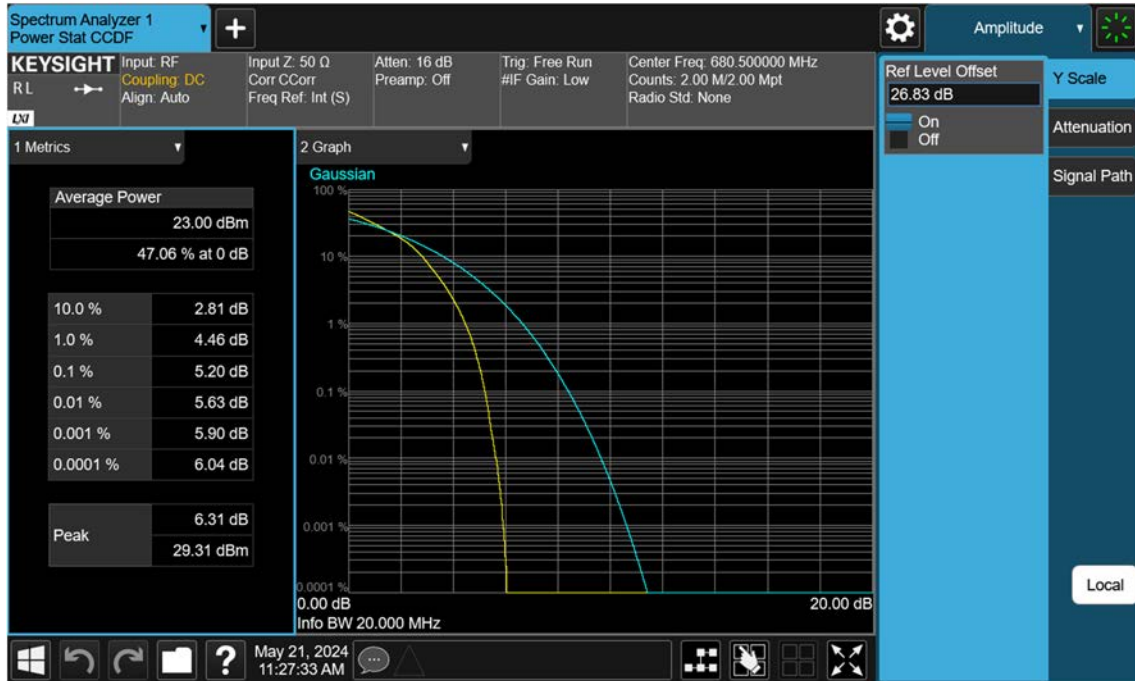 Spectrum Analyzer 1
Power Stat CCDF
Amplitude
KEYSIGHT
R L
LXI
Input: RF
Coupling: DC
Align: Auto
Input Z: 50 Ω
Corr CCorr
Freq Ref: Int (S)
Atten: 16 dB
Preamp: Off
Trig: Free Run
#IF Gain: Low
Center Freq: 680.500000 MHz
Counts: 2.00 M/2.00 Mpt
Radio Std: None
Ref Level Offset
26.83 dB
On
Off
Y Scale
Attenuation
Signal Path
1 Metrics
Average Power
23.00 dBm
47.06 % at 0 dB
10.0 % 2.81 dB
1.0 % 4.46 dB
0.1 % 5.20 dB
0.01 % 5.63 dB
0.001 % 5.90 dB
0.0001 % 6.04 dB
Peak
6.31 dB
29.31 dBm
2 Graph
Gaussian
100 %
10 %
1 %
0.1 %
0.01 %
0.001 %
0.0001 %
0.00 dB 20.00 dB
Info BW 20.000 MHz
Local
?
May 21, 2024
11:27:33 AM